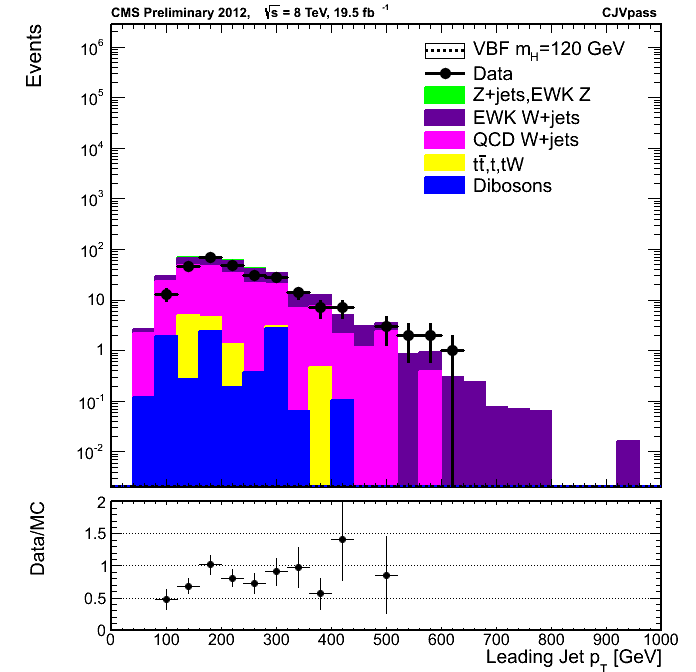 CMS Preliminary 2012, √s = 8 TeV, 19.5 fb⁻¹ CJVpass
Events
10⁶
10⁵
10⁴
10³
10²
10
1
10⁻¹
10⁻²
VBF m_H=120 GeV
Data
Z+jets,EWK Z
EWK W+jets
QCD W+jets
tt̄,t,tW
Dibosons
Data/MC
2
1.5
1
0.5
0
0 100 200 300 400 500 600 700 800 900 1000
Leading Jet p_T [GeV]